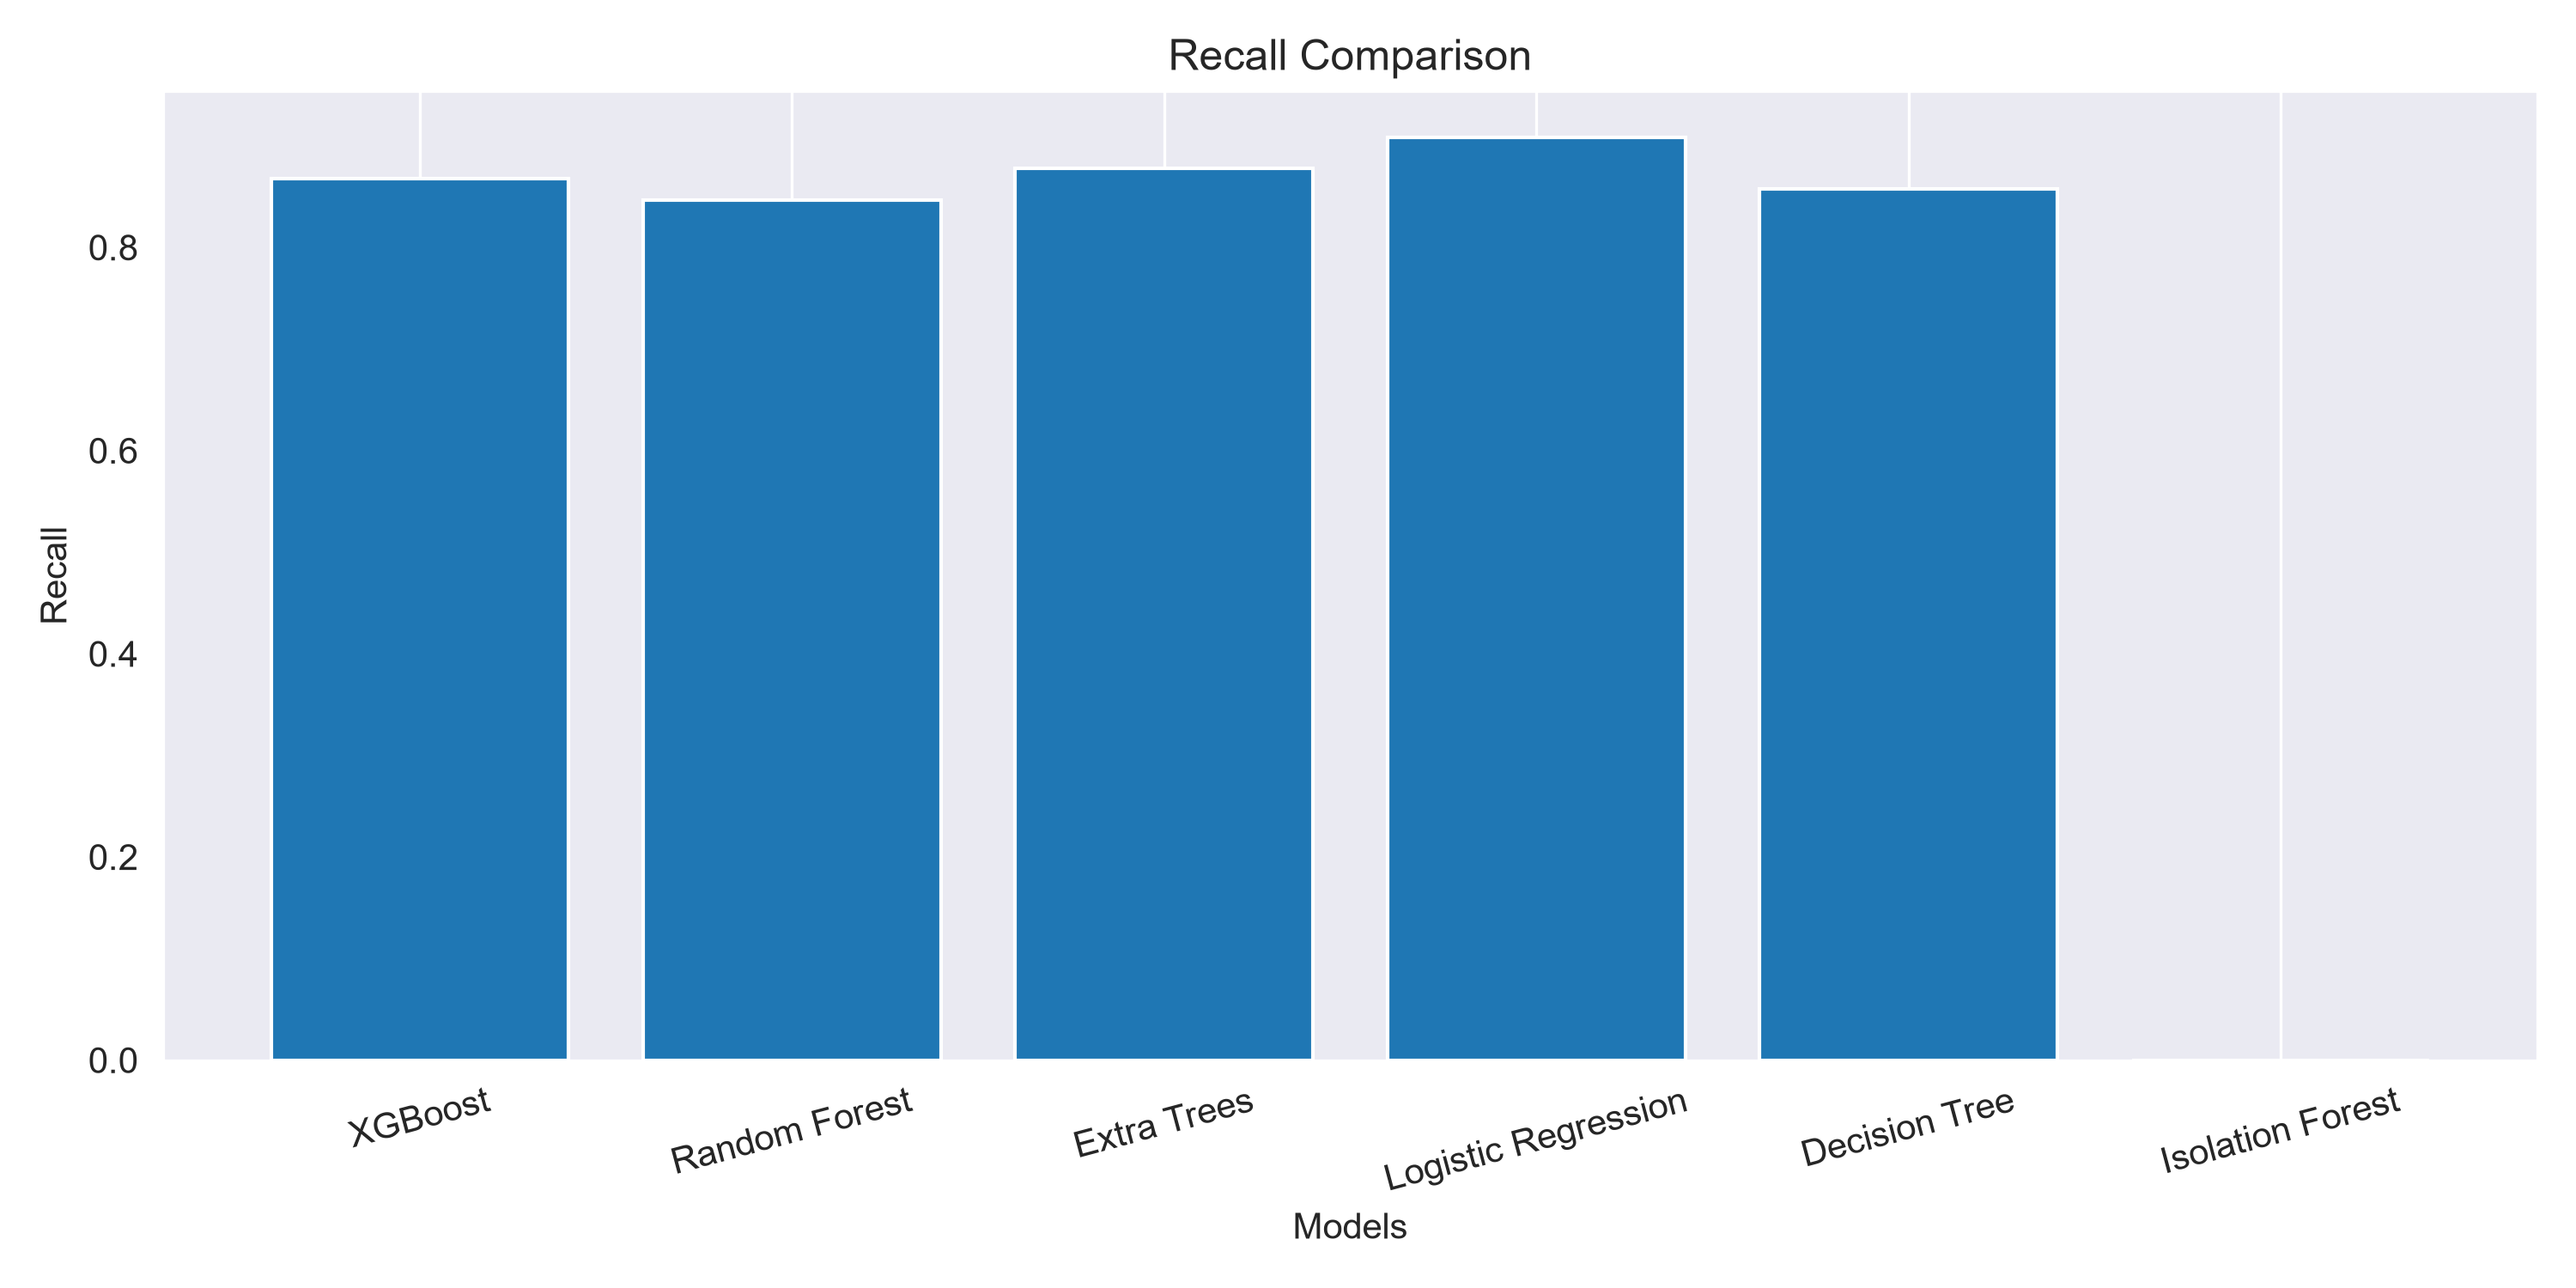 Recall Comparison
Recall
0.8
0.6
0.4
0.2
0.0
XGBoost
Random Forest
Extra Trees
Logistic Regression
Decision Tree
Isolation Forest
Models